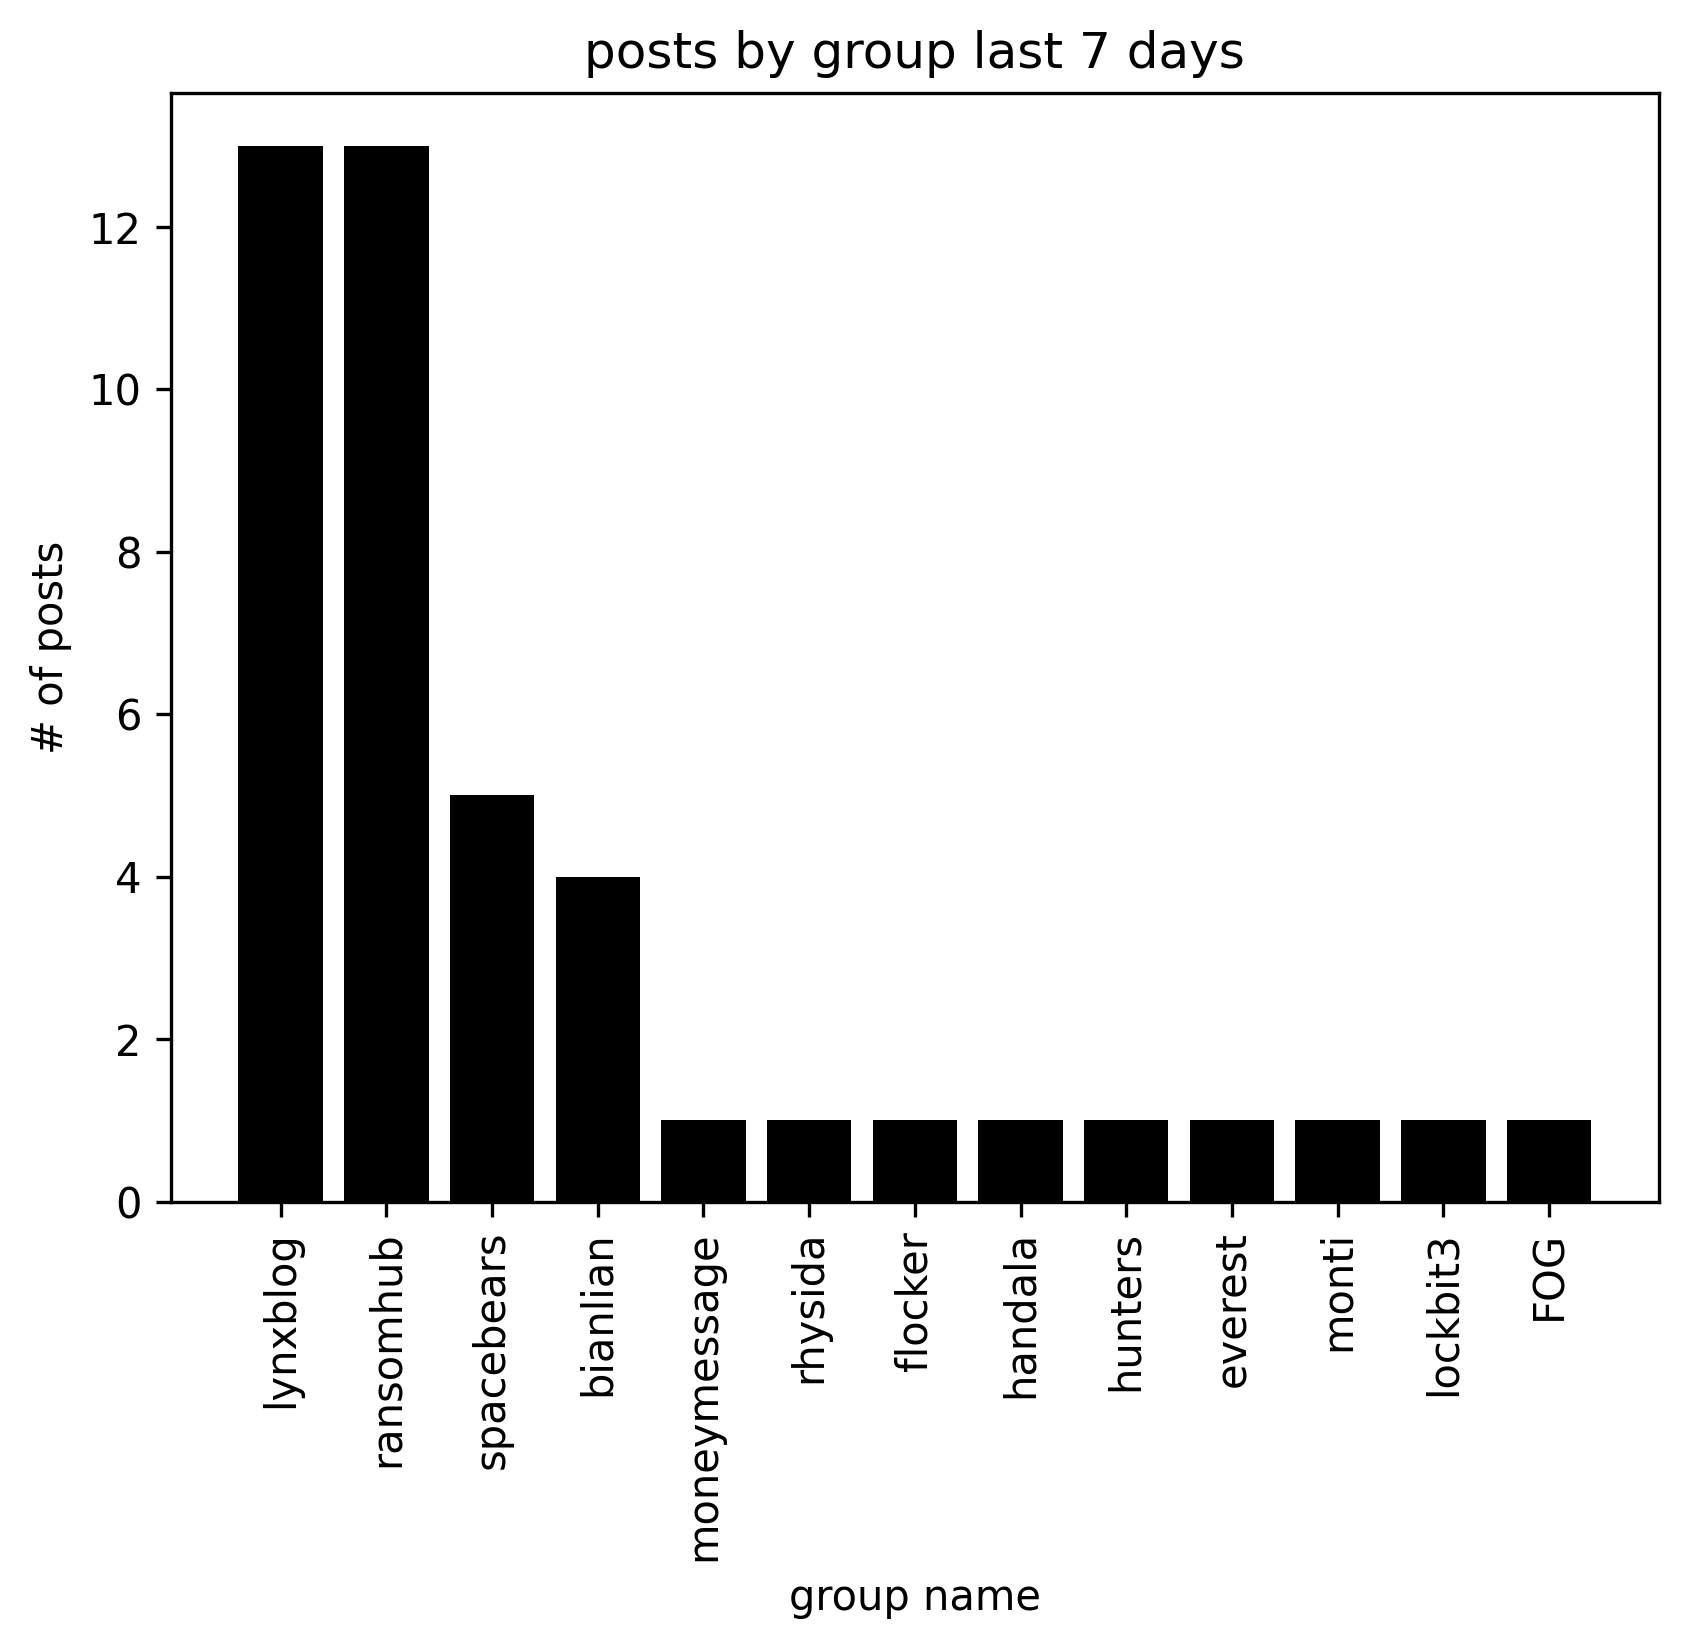 posts by group last 7 days
# of posts
12
10
8
6
4
2
0
lynxblog
ransomhub
spacebears
bianlian
moneymessage
rhysida
flocker
handala
hunters
everest
monti
lockbit3
FOG
group name